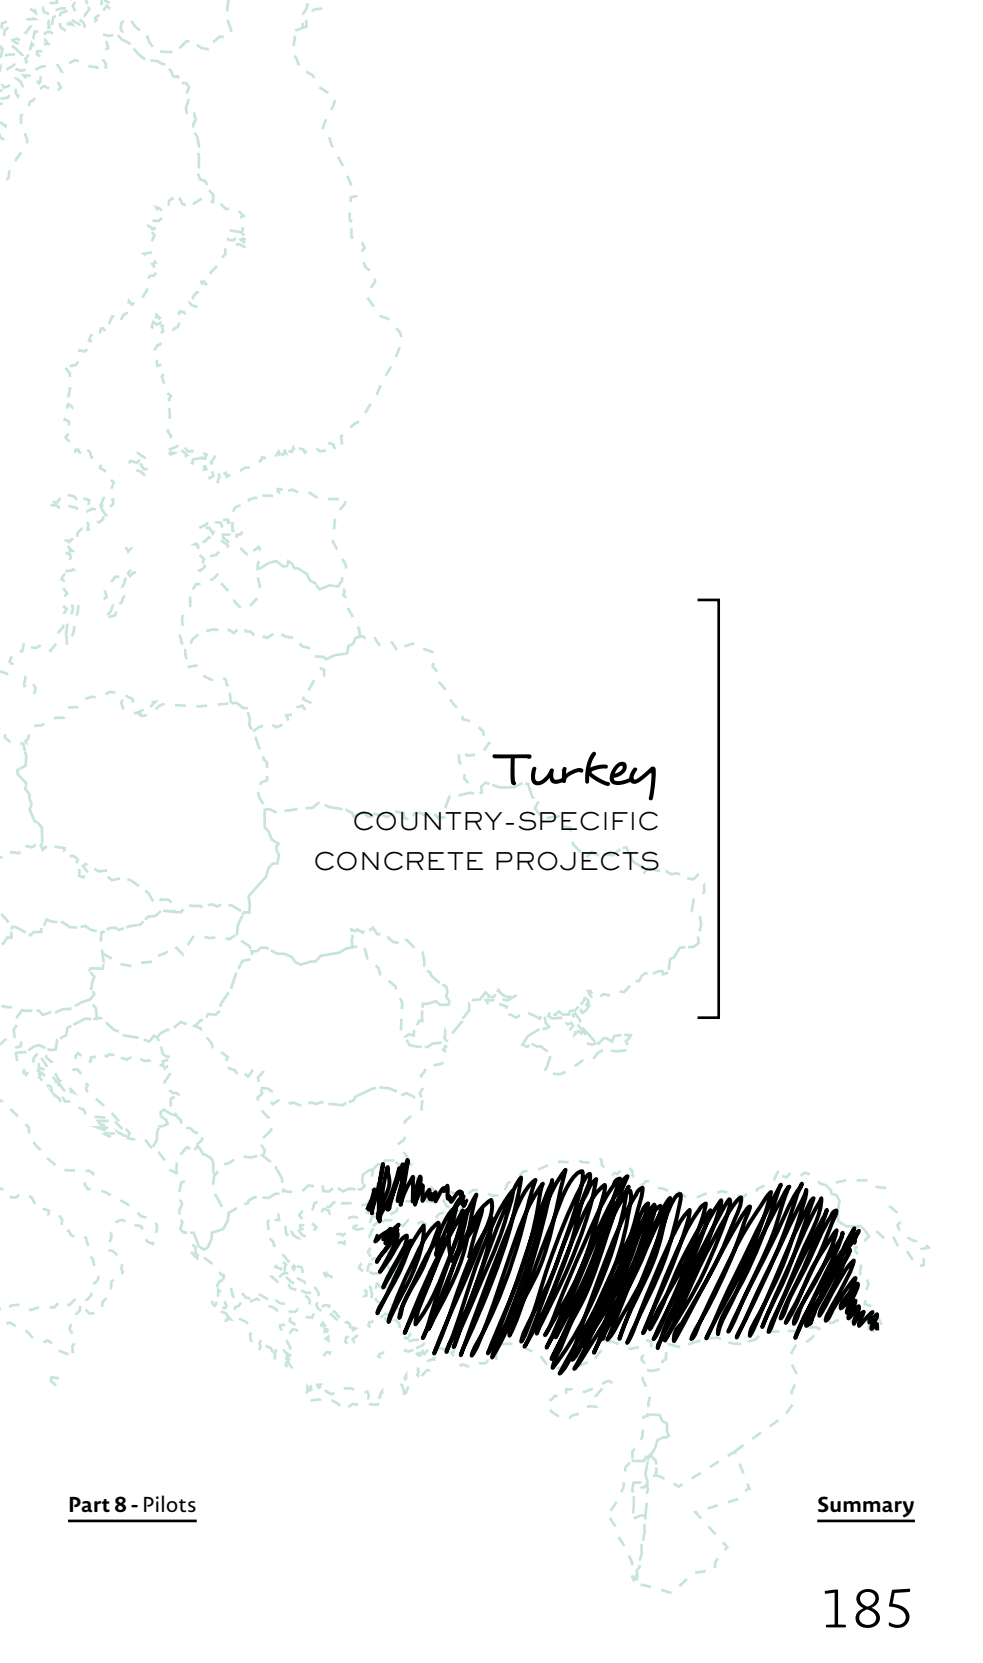 Turkey
COUNTRY-SPECIFIC
CONCRETE PROJECTS
Part 8 - Pilots
Summary
185